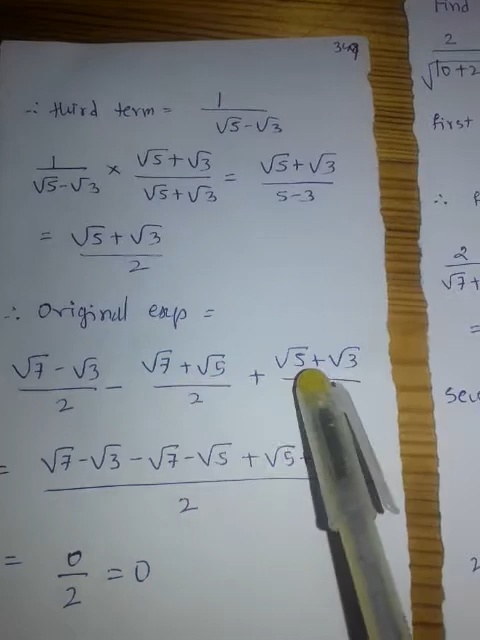 349
∴ third term = 1/(√5-√3)
1/(√5-√3) × (√5+√3)/(√5+√3) = (√5+√3)/(5-3)
= (√5+√3)/2
∴ Original exp =
(√7-√3)/2 - (√7+√5)/2 + (√5+√3)/
= (√7-√3-√7-√5+√5)/2
= 0/2 = 0
Find
2/√10+2
first
∴
2/√7+
=
2